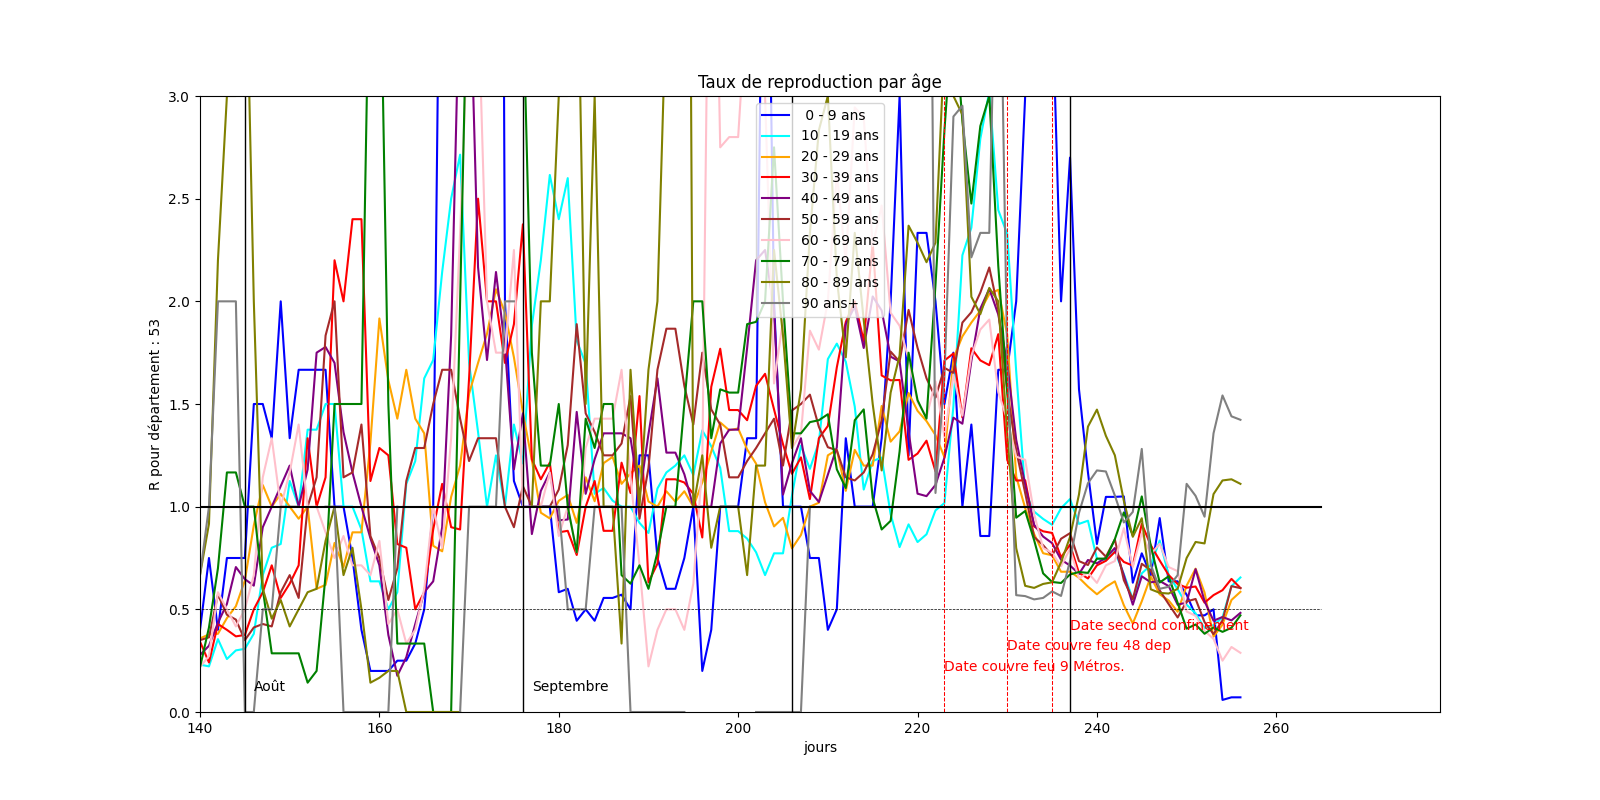 Taux de reproduction par âge
3.0
2.5
2.0
1.5
1.0
0.5
0.0
R pour département : 53
0 - 9 ans
10 - 19 ans
20 - 29 ans
30 - 39 ans
40 - 49 ans
50 - 59 ans
60 - 69 ans
70 - 79 ans
80 - 89 ans
90 ans+
Date second confinement
Date couvre feu 48 dep
Date couvre feu 9 Métros.
Août
Septembre
140
160
180
200
220
240
260
jours